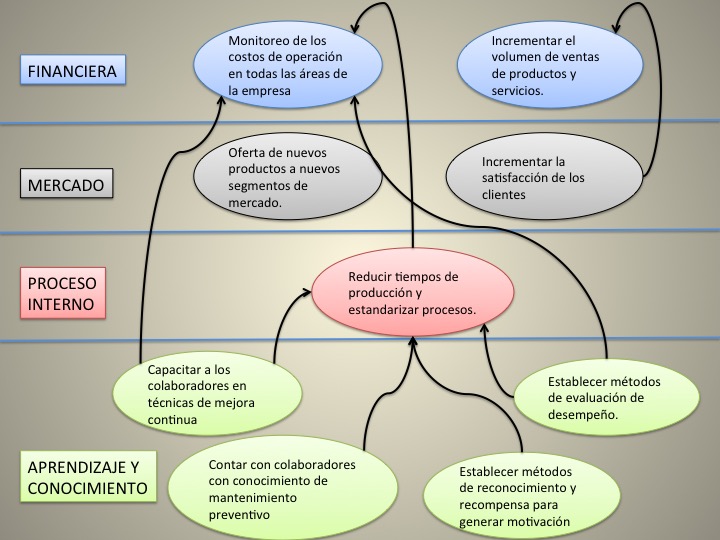 FINANCIERA
Monitoreo de los
costos de operación
en todas las áreas de
la empresa
Incrementar el
volumen de ventas
de productos y
servicios.
MERCADO
Oferta de nuevos
productos a nuevos
segmentos de
mercado.
Incrementar la
satisfacción de los
clientes
PROCESO
INTERNO
Reducir tiempos de
producción y
estandarizar procesos.
Capacitar a los
colaboradores en
técnicas de mejora
continua
Establecer métodos
de evaluación de
desempeño.
APRENDIZAJE Y
CONOCIMIENTO
Contar con colaboradores
con conocimiento de
mantenimiento
preventivo
Establecer métodos
de reconocimiento y
recompensa para
generar motivación